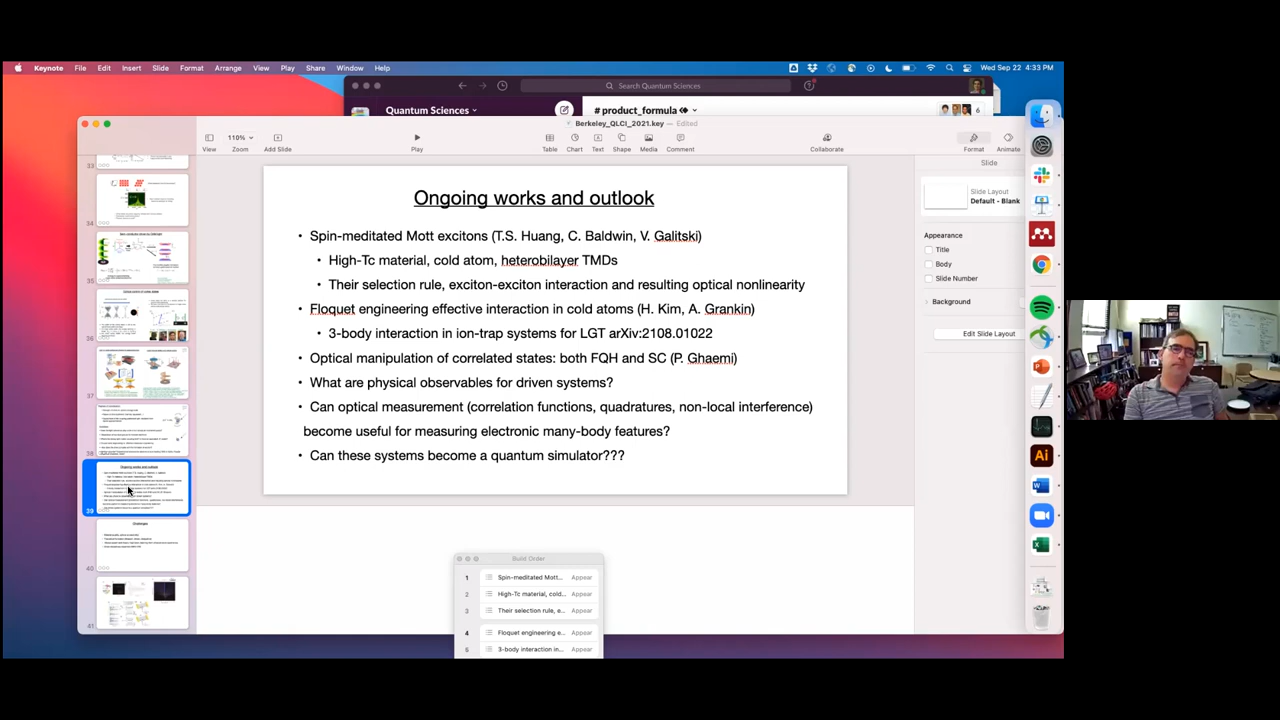 Keynote File Edit Insert Slide Format Arrange View Play Share Window Help
Wed Sep 22 4:33 PM
Search Quantum Sciences
Quantum Sciences
# product_formula
6
Berkeley_QLCI_2021.key — Edited
110%
View Zoom Add Slide Play Table Chart Text Shape Media Comment Collaborate Format Animate
Slide
Slide Layout
Default - Blank
Appearance
Title
Body
Slide Number
Background
Edit Slide Layout
33
34
35
36
37
38
39
40
41
Ongoing works and outlook
• Spin-meditated Mott excitons (T.S. Huang, C. Baldwin, V. Galitski)
• High-Tc material, cold atom, heterobilayer TMDs
• Their selection rule, exciton-exciton interaction and resulting optical nonlinearity
• Floquet engineering effective interaction in cold atoms (H. Kim, A. Grankin)
• 3-body interaction in ion-trap systems for LGT arXiv:2108.01022
• Optical manipulation of correlated states: both FQH and SC (P. Ghaemi)
• What are physical observables for driven systems?
• Can optical measurement (correlation functions, quadratures, non-local interference
become useful in measuring electronic many-body features?
• Can these systems become a quantum simulator???
Ongoing works and outlook
Challenges
Build Order
1 Spin-meditated Mott... Appear
2 High-Tc material, cold... Appear
3 Their selection rule, e... Appear
4 Floquet engineering e... Appear
5 3-body interaction in... Appear